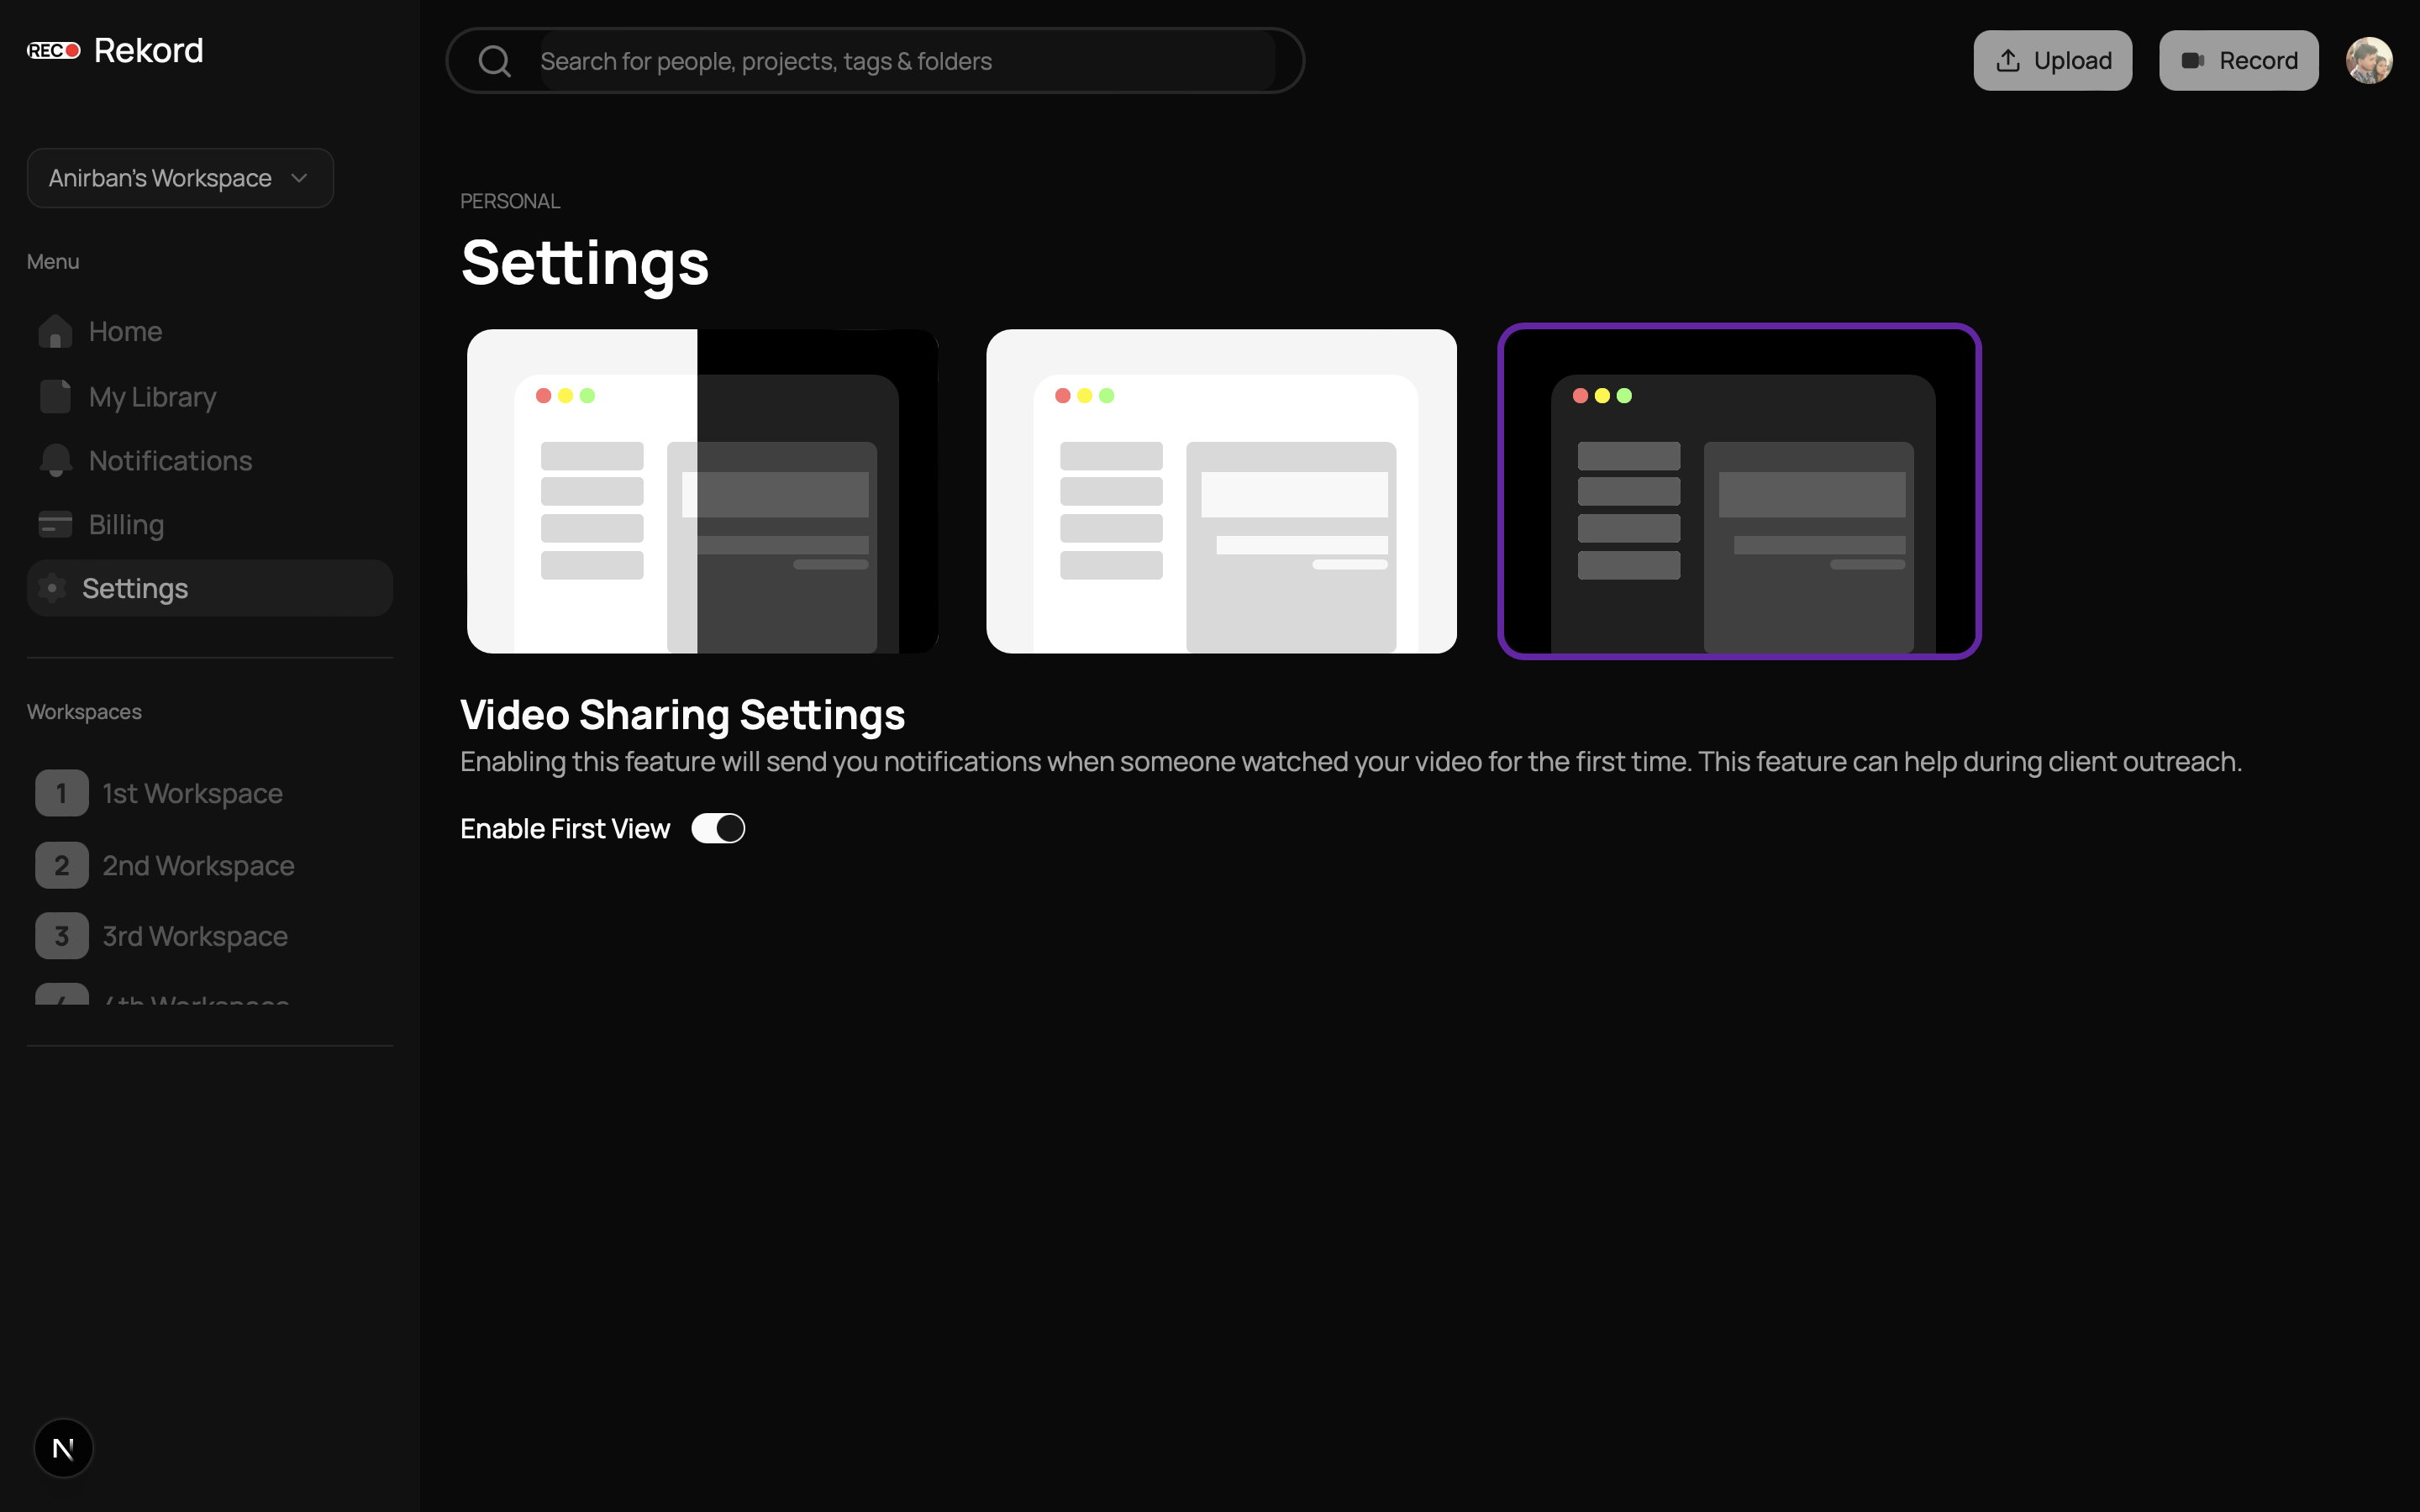 REC Rekord
Search for people, projects, tags & folders
Upload
Record
Anirban's Workspace
Menu
Home
My Library
Notifications
Billing
Settings
Workspaces
1 1st Workspace
2 2nd Workspace
3 3rd Workspace
4 4th Workspace
N
PERSONAL
Settings
Video Sharing Settings
Enabling this feature will send you notifications when someone watched your video for the first time. This feature can help during client outreach.
Enable First View